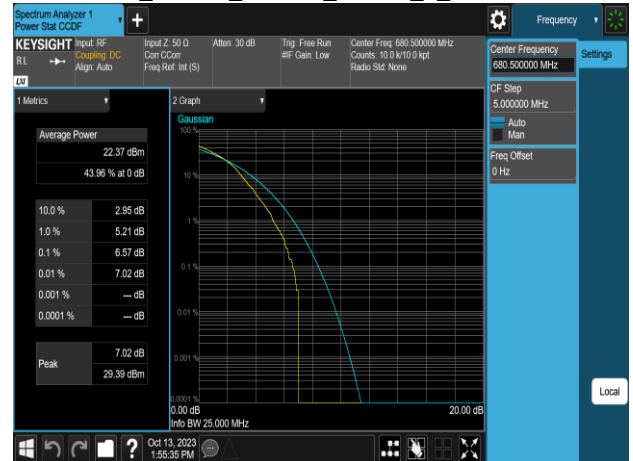 Spectrum Analyzer 1
Power Stat CCDF
Frequency
KEYSIGHT
RL
LXI
Input: RF
Coupling: DC
Align: Auto
Input Z: 50 Ω
Corr CCorr
Freq Ref: Int (S)
Atten: 30 dB
Trig: Free Run
#IF Gain: Low
Center Freq: 680.500000 MHz
Counts: 10.0 k/10.0 kpt
Radio Std: None
Center Frequency
680.500000 MHz
Settings
CF Step
5.000000 MHz
Auto
Man
Freq Offset
0 Hz
1 Metrics
Average Power
22.37 dBm
43.96 % at 0 dB
10.0 % 2.95 dB
1.0 % 5.21 dB
0.1 % 6.57 dB
0.01 % 7.02 dB
0.001 % --- dB
0.0001 % --- dB
Peak
7.02 dB
29.39 dBm
2 Graph
Gaussian
100 %
10 %
1 %
0.1 %
0.01 %
0.001 %
0.0001 %
0.00 dB 20.00 dB
Info BW 25.000 MHz
Local
Oct 13, 2023
1:55:35 PM